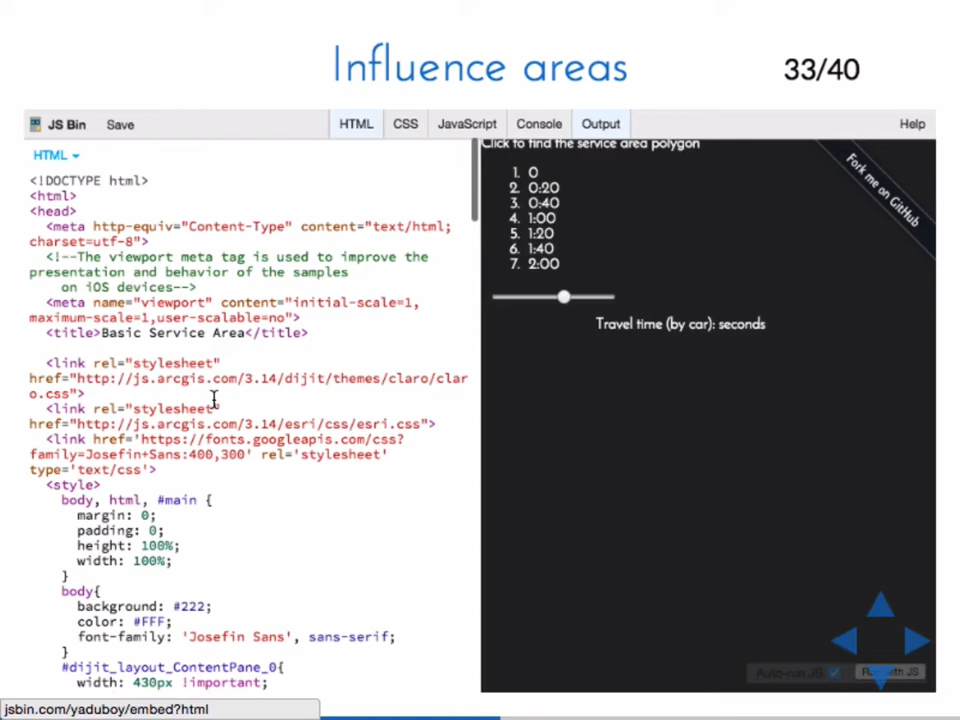 Influence areas
33/40
JS Bin Save HTML CSS JavaScript Console Output Help
HTML
<!DOCTYPE html>
<html>
<head>
<meta http-equiv="Content-Type" content="text/html;
charset=utf-8">
<!--The viewport meta tag is used to improve the
presentation and behavior of the samples
on iOS devices-->
<meta name="viewport" content="initial-scale=1,
maximum-scale=1,user-scalable=no">
<title>Basic Service Area</title>
<link rel="stylesheet"
href="http://js.arcgis.com/3.14/dijit/themes/claro/clar
o.css">
<link rel="stylesheet"
href="http://js.arcgis.com/3.14/esri/css/esri.css">
<link href='https://fonts.googleapis.com/css?
family=Josefin+Sans:400,300' rel='stylesheet'
type='text/css'>
<style>
body, html, #main {
margin: 0;
padding: 0;
height: 100%;
width: 100%;
}
body{
background: #222;
color: #FFF;
font-family: 'Josefin Sans', sans-serif;
}
#dijit_layout_ContentPane_0{
width: 430px !important;
Click to find the service area polygon
1. 0
2. 0:20
3. 0:40
4. 1:00
5. 1:20
6. 1:40
7. 2:00
Travel time (by car): seconds
Fork me on GitHub
Auto-run JS
with JS
jsbin.com/yaduboy/embed?html